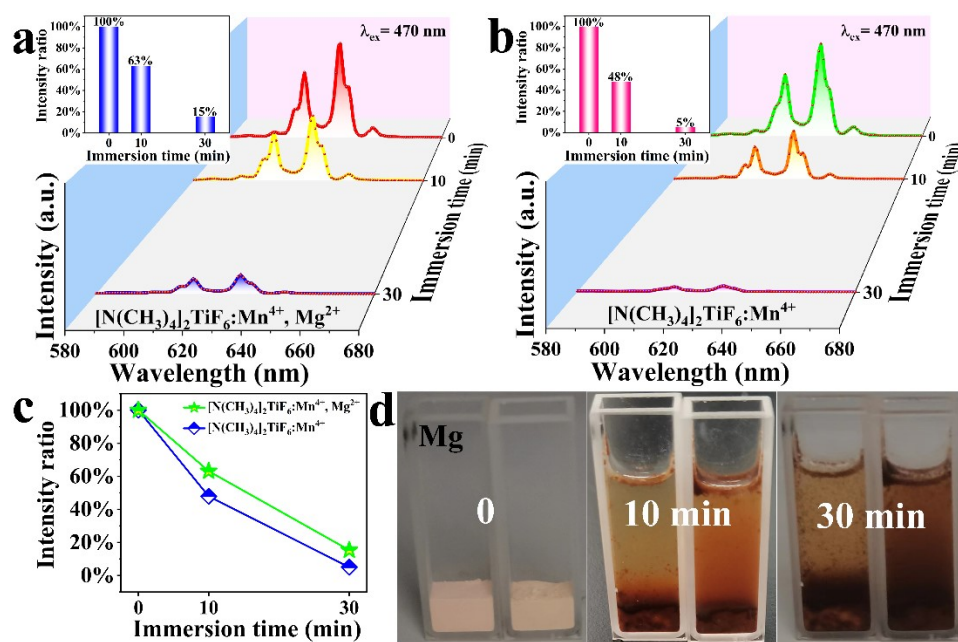 a
100%
80%
60%
40%
20%
0%
Intensity ratio
100%
63%
15%
0 10 30
Immersion time (min)
λex= 470 nm
0
10
30
Immersion time (min)
Intensity (a.u.)
[N(CH3)4]2TiF6:Mn4+, Mg2+
580 600 620 640 660 680
Wavelength (nm)
b
100%
80%
60%
40%
20%
0%
Intensity ratio
100%
48%
5%
0 10 30
Immersion time (min)
λex= 470 nm
0
10
30
Immersion time (min)
Intensity (a.u.)
[N(CH3)4]2TiF6:Mn4+
580 600 620 640 660 680
Wavelength (nm)
c
100%
80%
60%
40%
20%
0%
Intensity ratio
[N(CH3)4]2TiF6:Mn4+, Mg2+
[N(CH3)4]2TiF6:Mn4+
0 10 30
Immersion time (min)
d
Mg
0
10 min
30 min